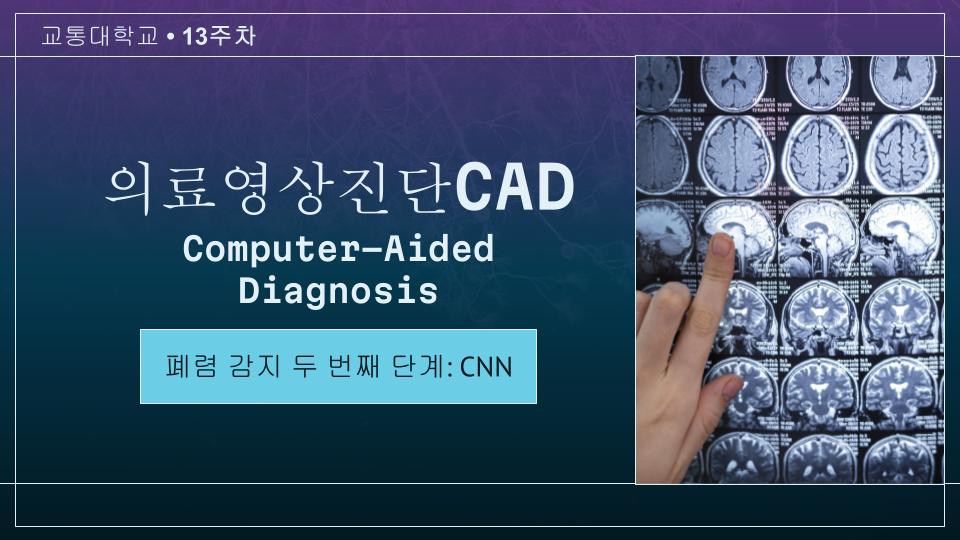 교통대학교 • 13주차
의료영상진단CAD
Computer-Aided
Diagnosis
폐렴 감지 두 번째 단계: CNN